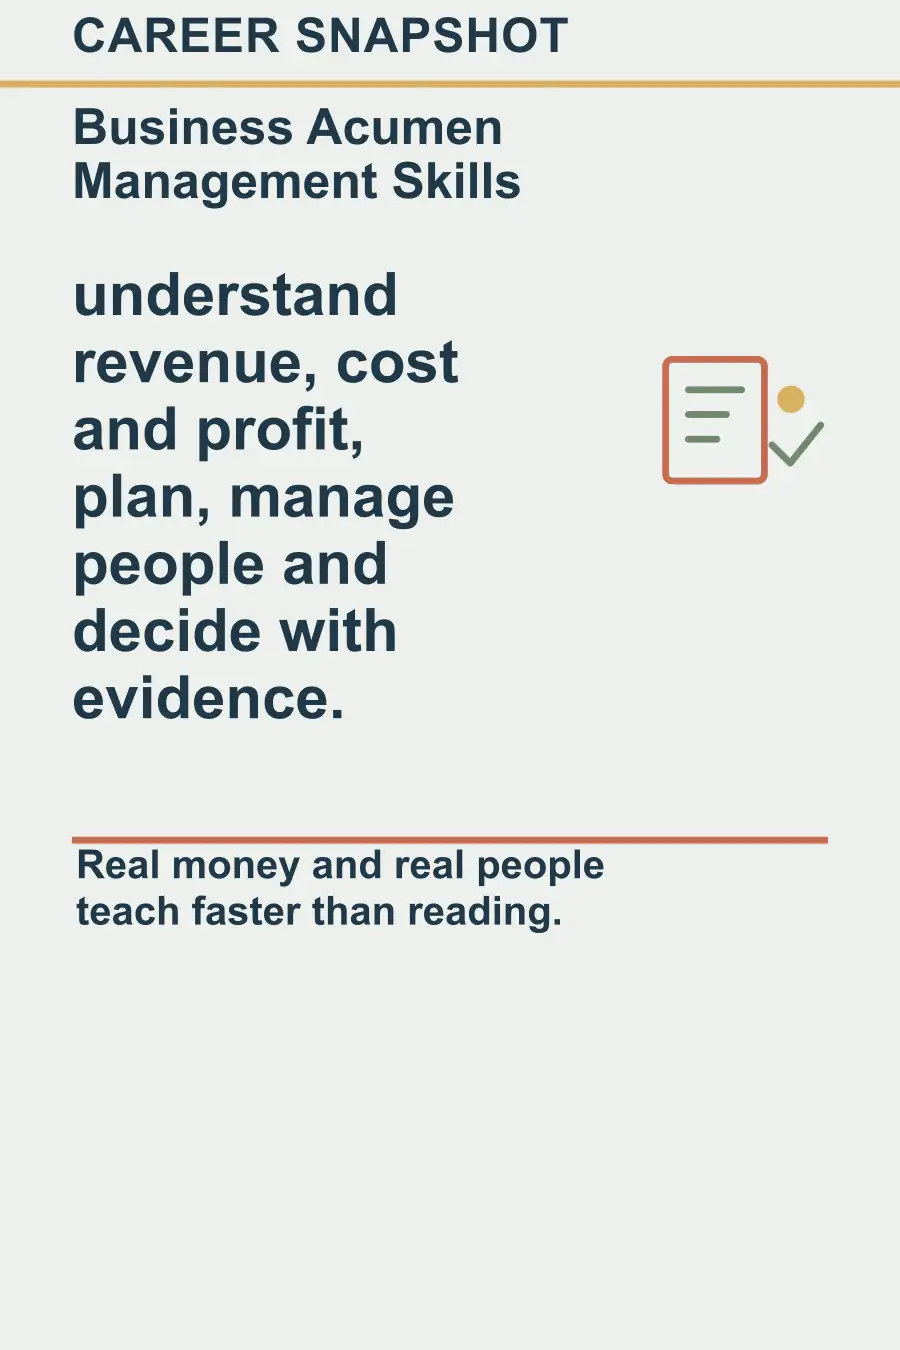 CAREER SNAPSHOT
Business Acumen
Management Skills
understand
revenue, cost
and profit,
plan, manage
people and
decide with
evidence.
Real money and real people
teach faster than reading.